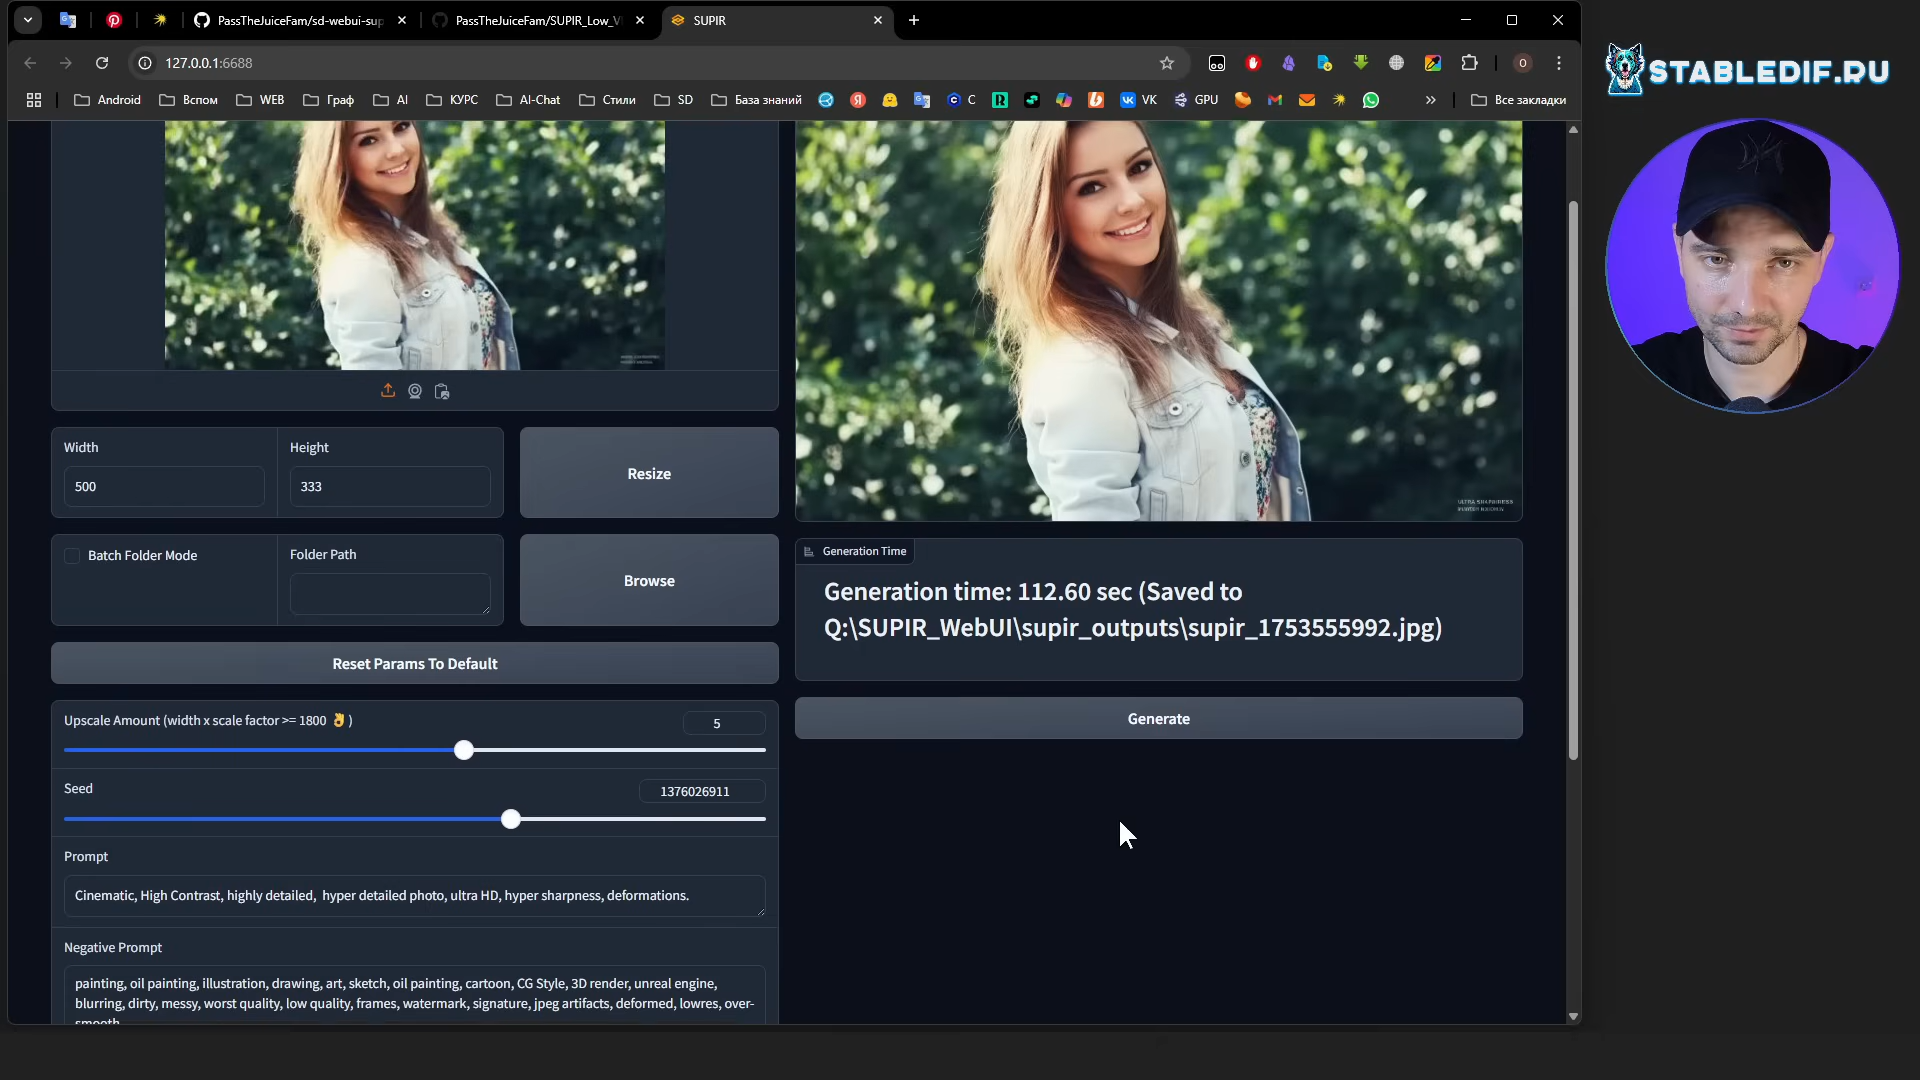 PassTheJuiceFam/sd-webui-sup
PassTheJuiceFam/SUPIR_Low_V
SUPIR
127.0.0.1:6688
O
STABLEDIF.RU
Android
Вспом
WEB
Граф
AI
КУРС
AI-Chat
Стили
SD
База знаний
C
VK
GPU
Все закладки
Width
500
Height
333
Resize
Batch Folder Mode
Folder Path
Browse
Reset Params To Default
Upscale Amount (width x scale factor >= 1800 👌)
5
Seed
1376026911
Prompt
Cinematic, High Contrast, highly detailed, hyper detailed photo, ultra HD, hyper sharpness, deformations.
Negative Prompt
painting, oil painting, illustration, drawing, art, sketch, oil painting, cartoon, CG Style, 3D render, unreal engine,
blurring, dirty, messy, worst quality, low quality, frames, watermark, signature, jpeg artifacts, deformed, lowres, over-
smooth
Generation Time
Generation time: 112.60 sec (Saved to
Q:\SUPIR_WebUI\supir_outputs\supir_1753555992.jpg)
Generate